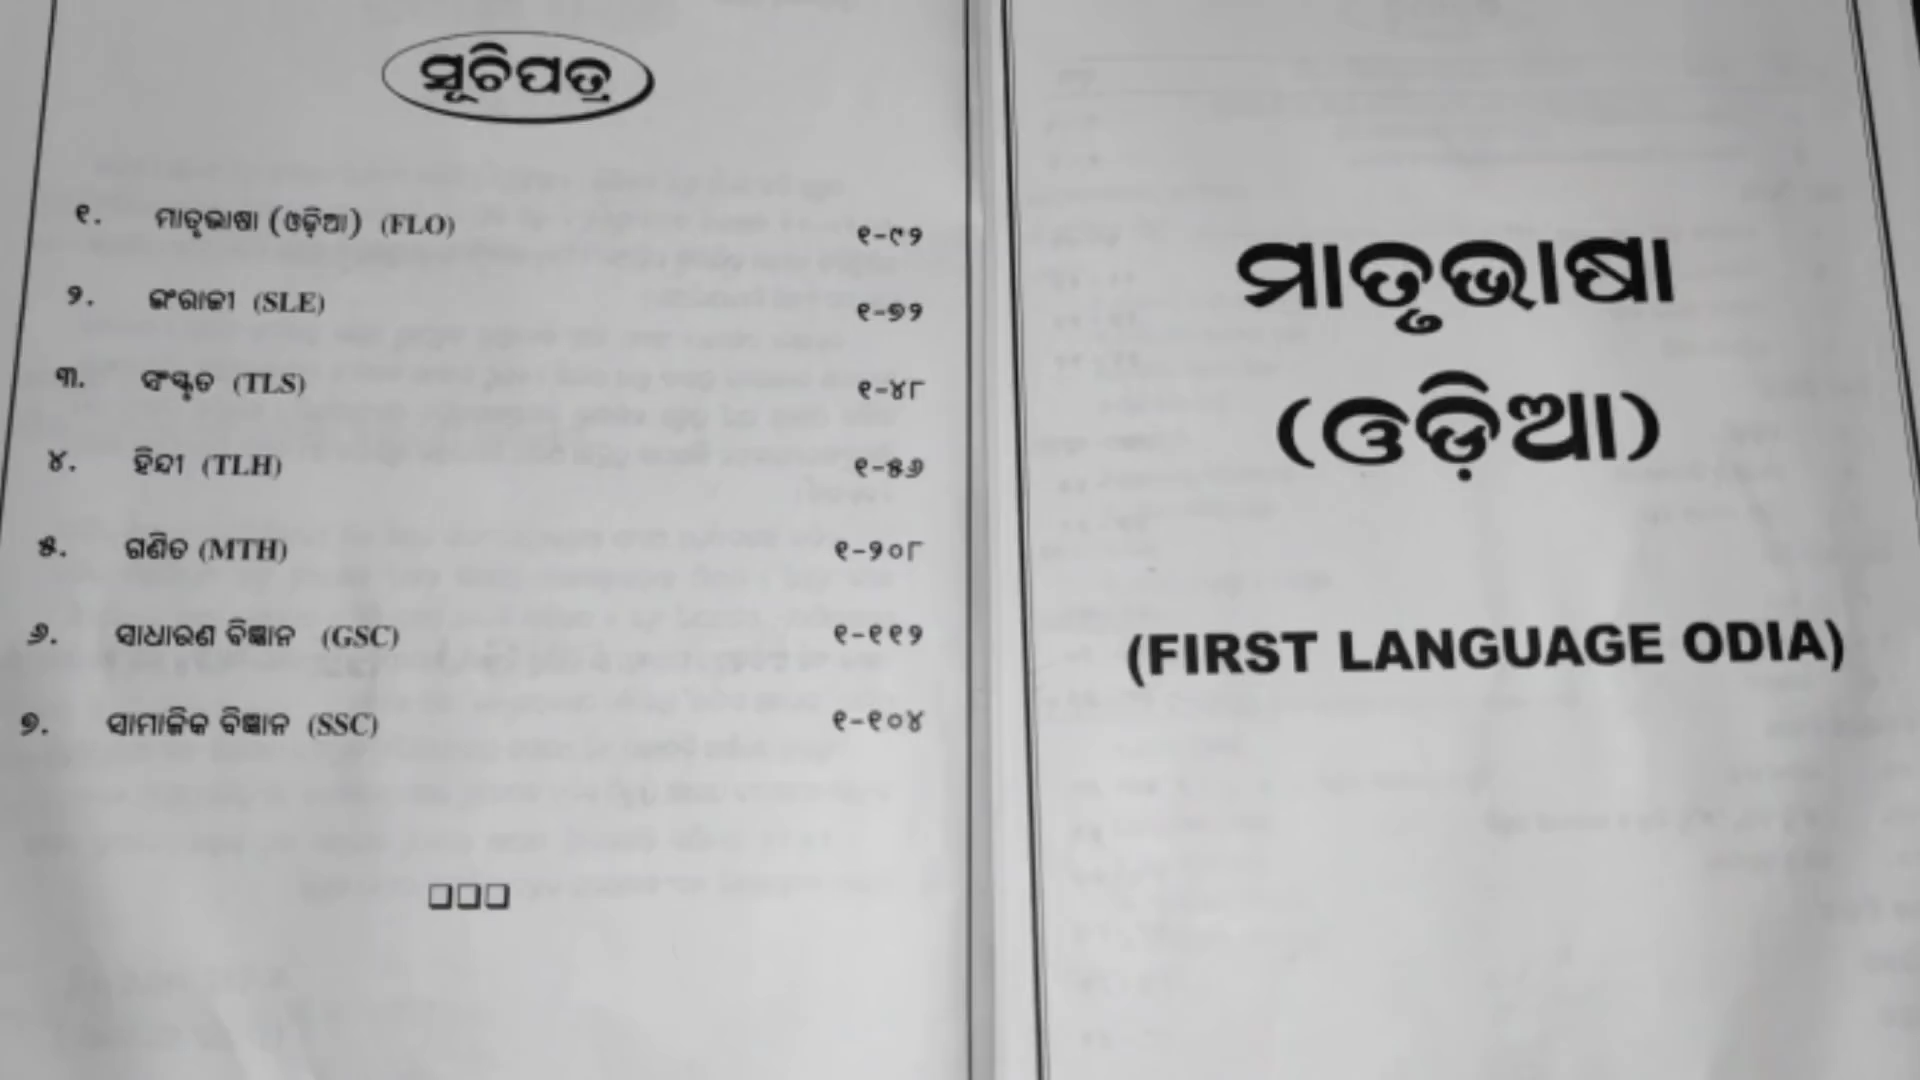 ସୂଚିପତ୍ର
୧. ମାତୃଭାଷା (ଓଡ଼ିଆ) (FLO) ୧-୯୨
୨. ଇଂରାଜୀ (SLE) ୧-୭୨
୩. ସଂସ୍କୃତ (TLS) ୧-୪୮
୪. ହିନ୍ଦୀ (TLH) ୧-୫୬
୫. ଗଣିତ (MTH) ୧-୨୦୮
୬. ସାଧାରଣ ବିଜ୍ଞାନ (GSC) ୧-୧୧୨
୭. ସାମାଜିକ ବିଜ୍ଞାନ (SSC) ୧-୧୦୪
ମାତୃଭାଷା
(ଓଡ଼ିଆ)
(FIRST LANGUAGE ODIA)